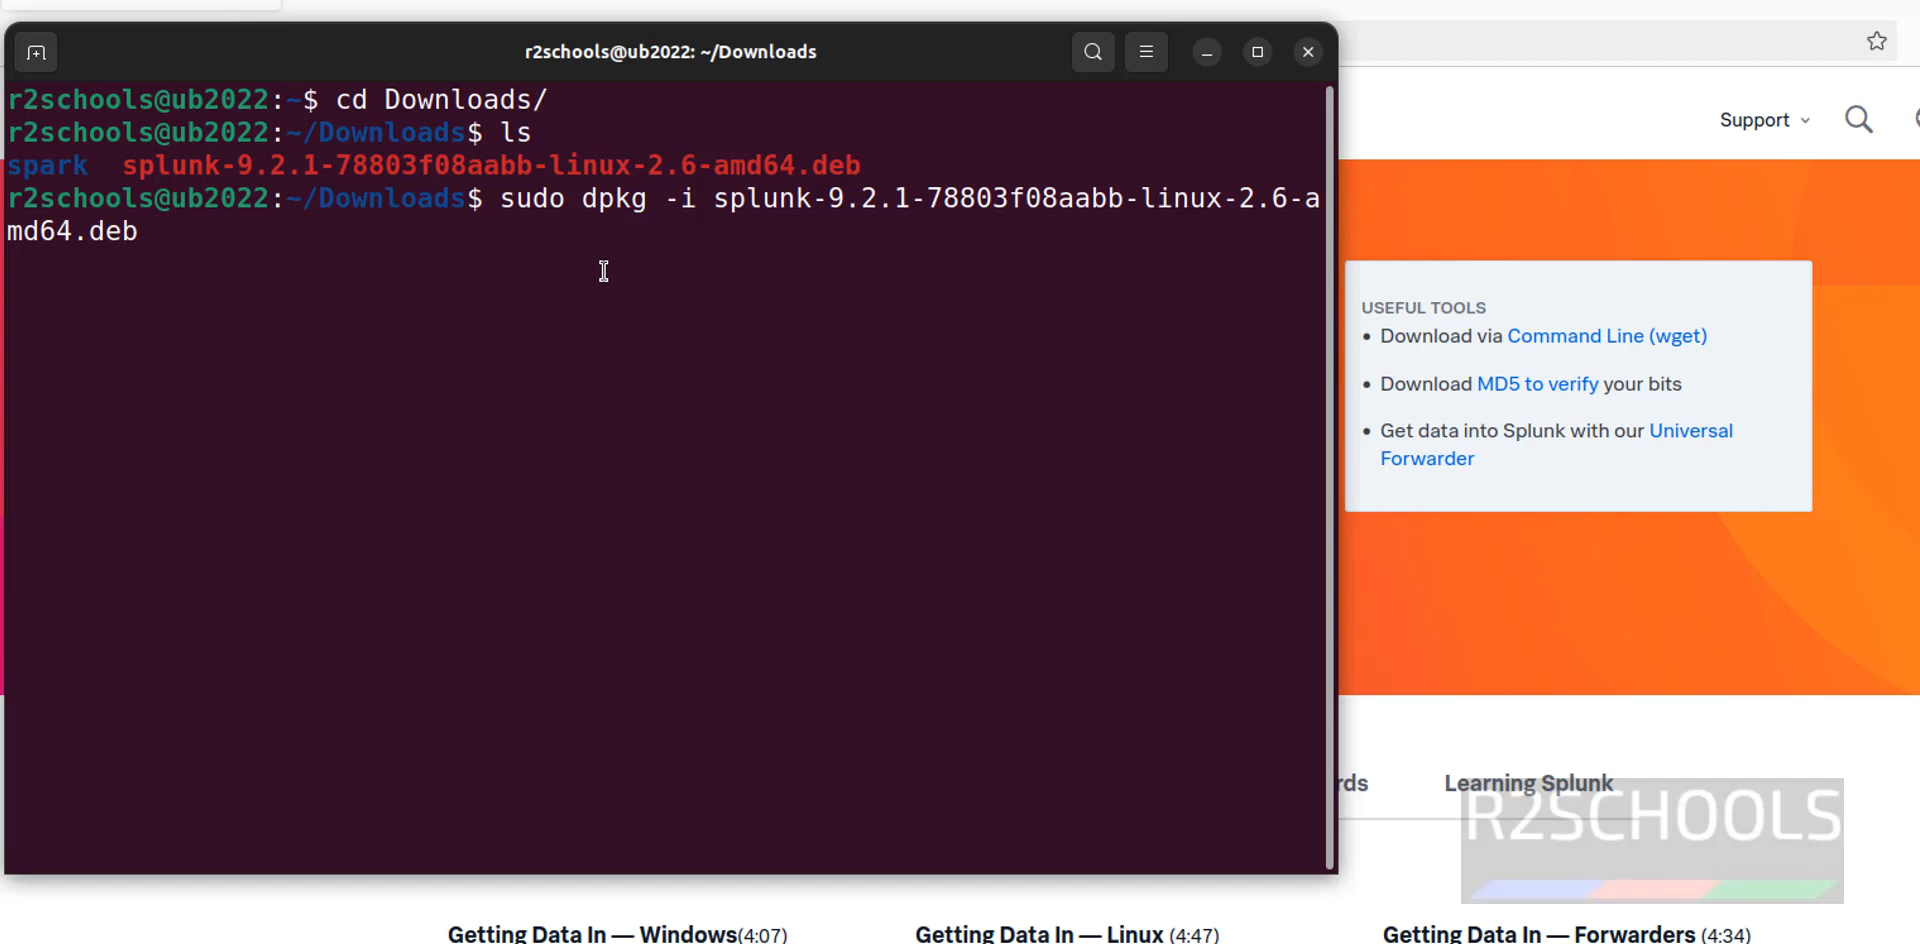 r2schools@ub2022: ~/Downloads
r2schools@ub2022:~$ cd Downloads/
r2schools@ub2022:~/Downloads$ ls
spark  splunk-9.2.1-78803f08aabb-linux-2.6-amd64.deb
r2schools@ub2022:~/Downloads$ sudo dpkg -i splunk-9.2.1-78803f08aabb-linux-2.6-a
md64.deb
Support
USEFUL TOOLS
• Download via Command Line (wget)
• Download MD5 to verify your bits
• Get data into Splunk with our Universal
Forwarder
rds
Learning Splunk
R2SCHOOLS
Getting Data In — Windows(4:07)
Getting Data In — Linux (4:47)
Getting Data In — Forwarders (4:34)